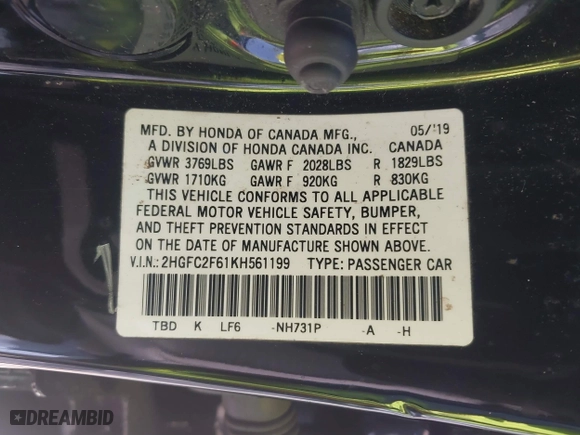 MFD. BY HONDA OF CANADA MFG., 05/'19
A DIVISION OF HONDA CANADA INC. CANADA
GVWR 3769LBS GAWR F 2028LBS R 1829LBS
GVWR 1710KG GAWR F 920KG R 830KG
THIS VEHICLE CONFORMS TO ALL APPLICABLE
FEDERAL MOTOR VEHICLE SAFETY, BUMPER,
AND THEFT PREVENTION STANDARDS IN EFFECT
ON THE DATE OF MANUFACTURE SHOWN ABOVE.
V.I.N.: 2HGFC2F61KH561199 TYPE: PASSENGER CAR
TBD K LF6 -NH731P -A -H
DREAMBID